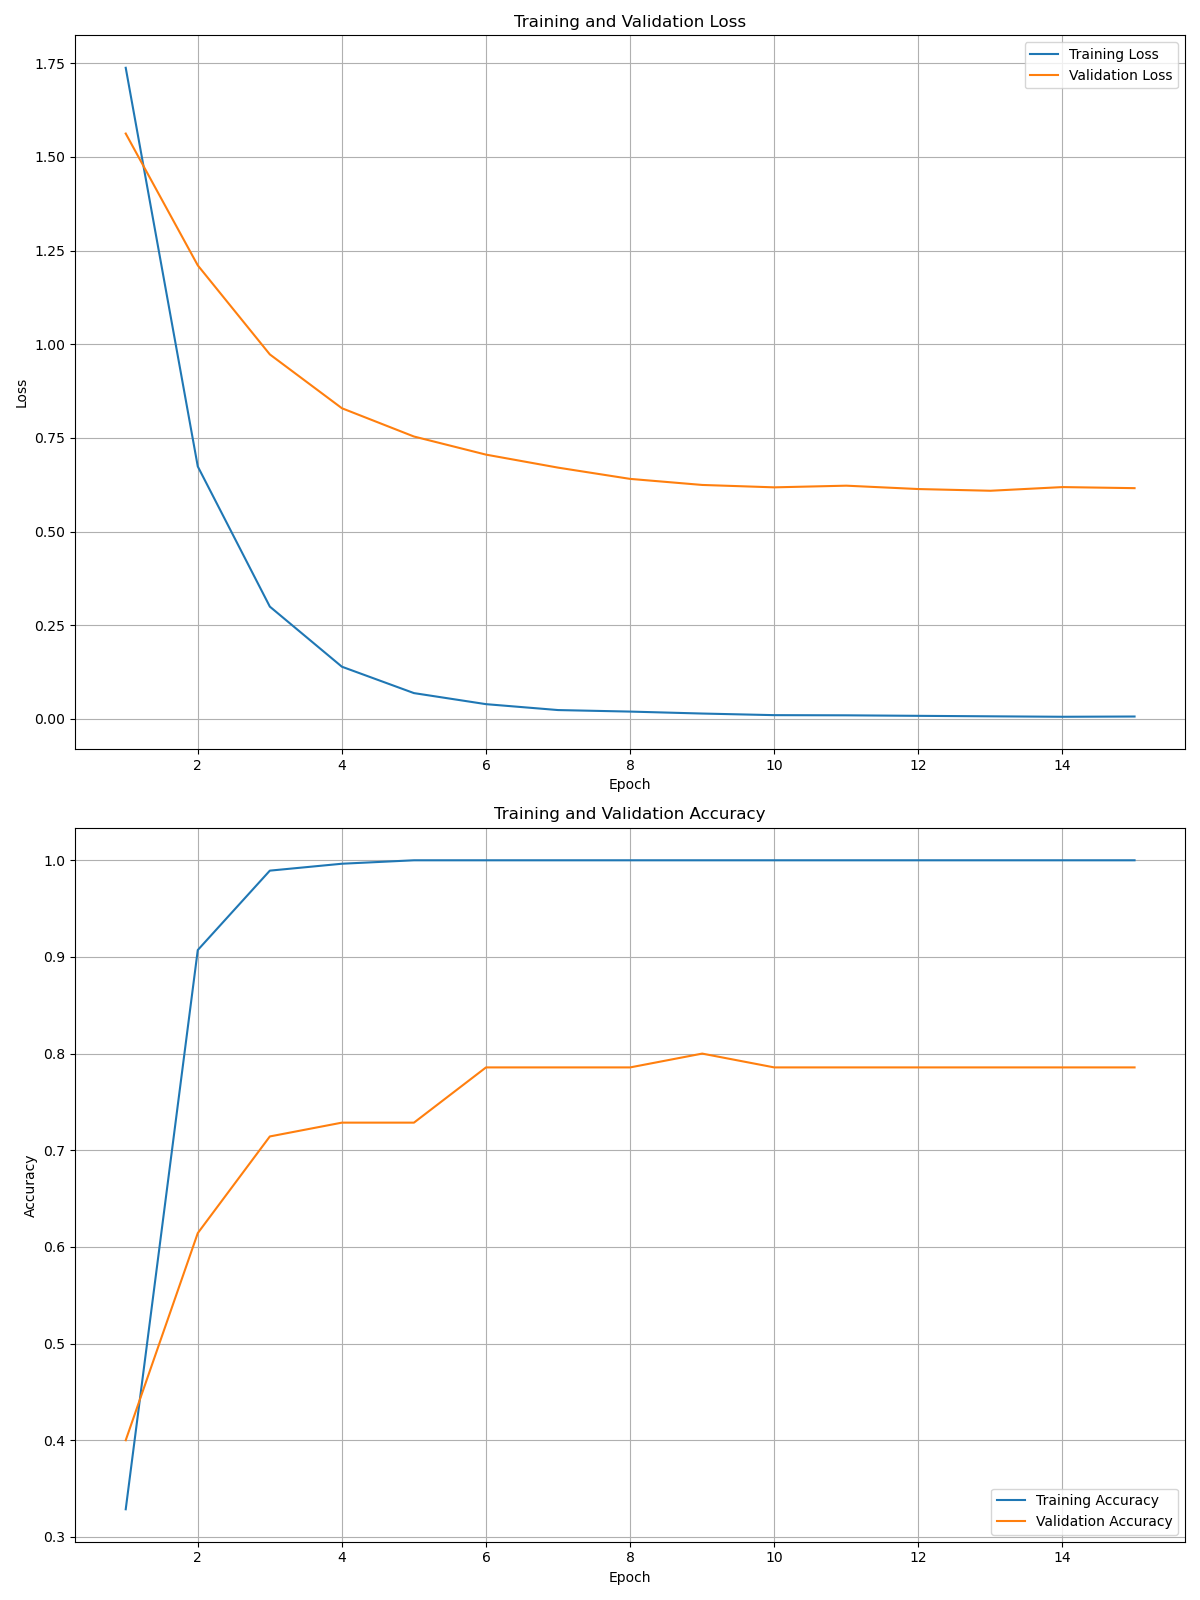 Training and Validation Loss
Training Loss
Validation Loss
1.75
1.50
1.25
1.00
0.75
0.50
0.25
0.00
Loss
2 4 6 8 10 12 14
Epoch
Training and Validation Accuracy
1.0
0.9
0.8
0.7
0.6
0.5
0.4
0.3
Accuracy
Training Accuracy
Validation Accuracy
2 4 6 8 10 12 14
Epoch